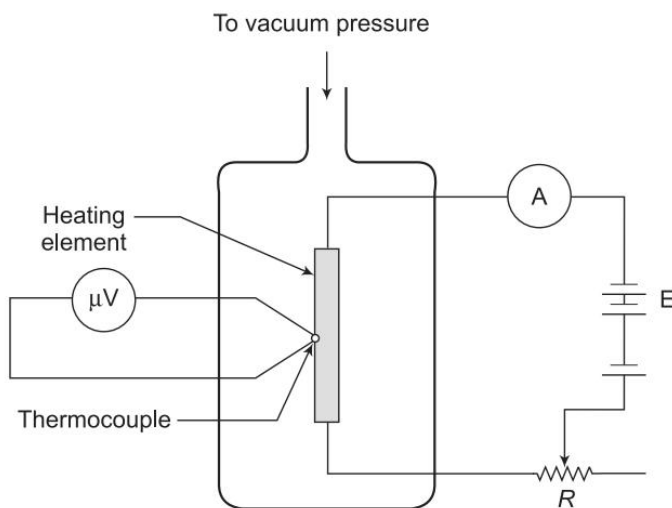 To vacuum pressure
A
Heating
element
E
μV
Thermocouple
R